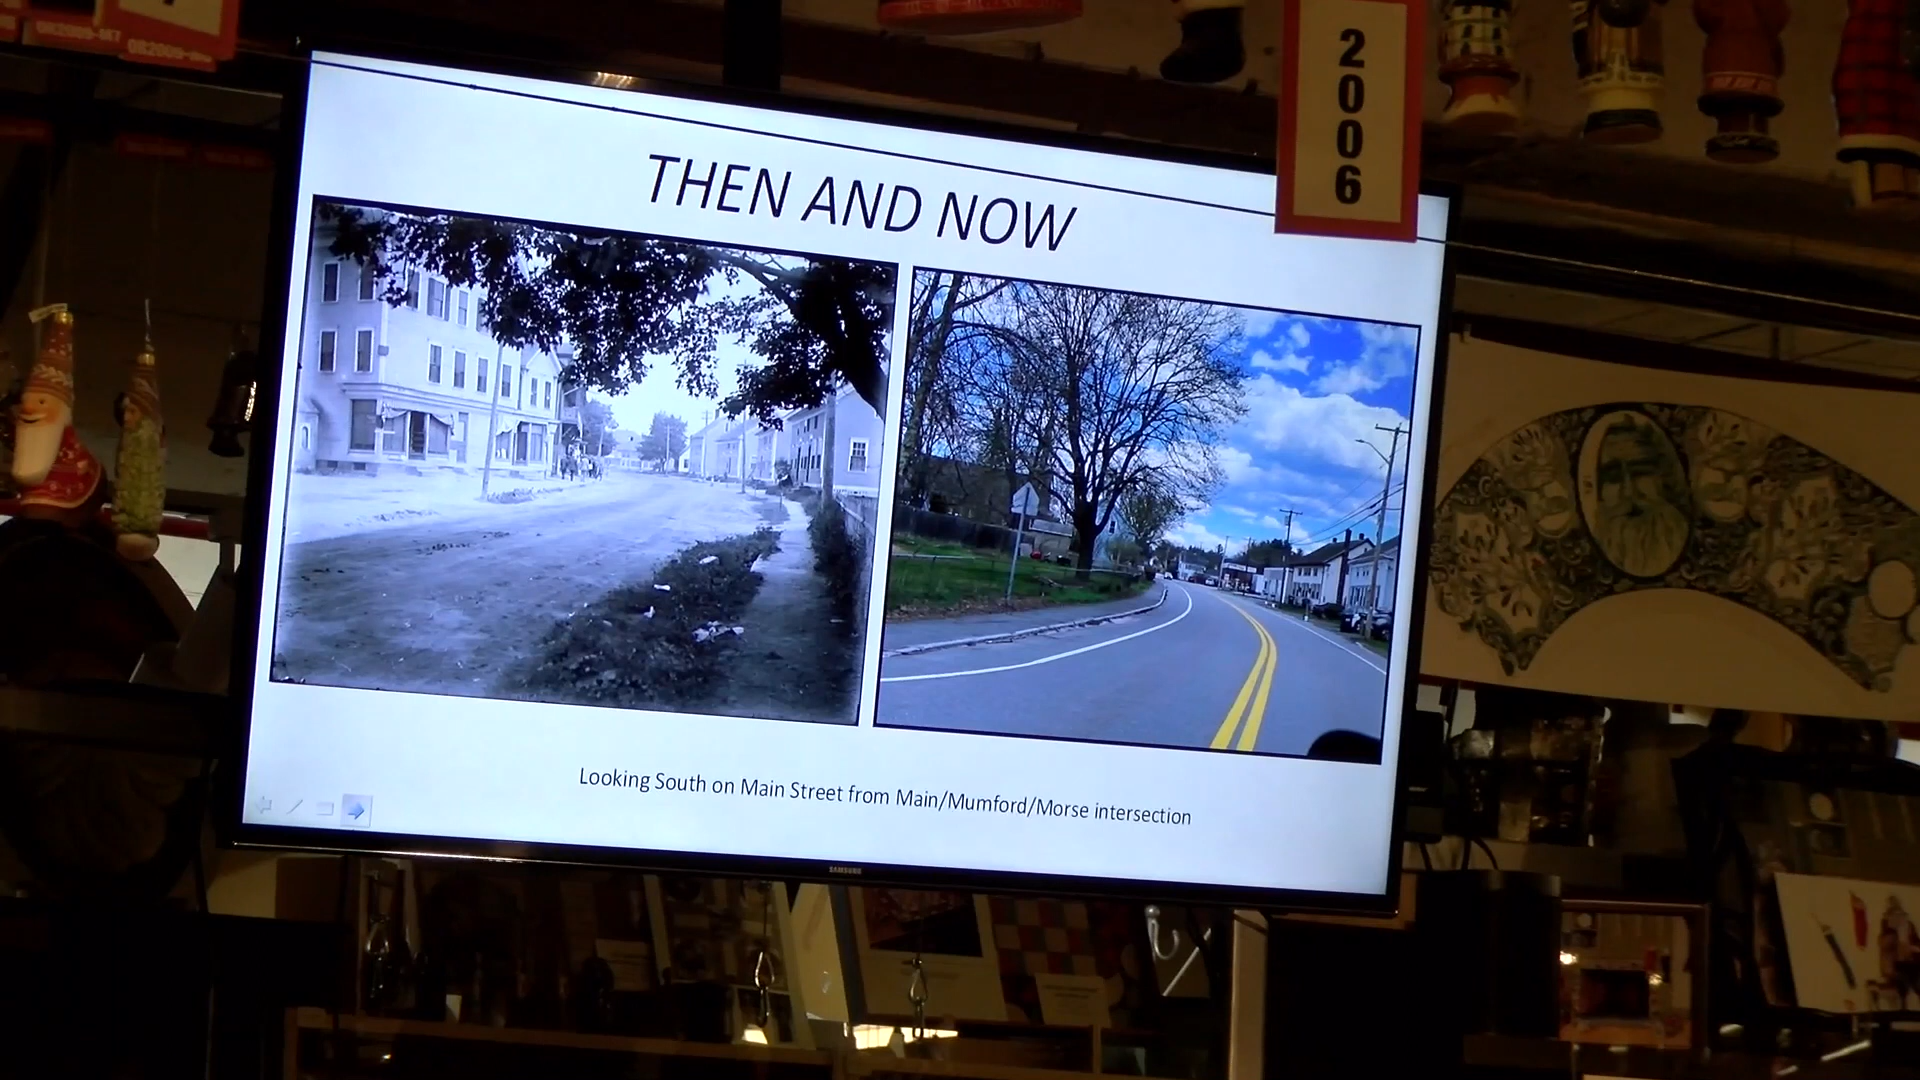 2006
THEN AND NOW
Looking South on Main Street from Main/Mumford/Morse intersection
SAMSUNG